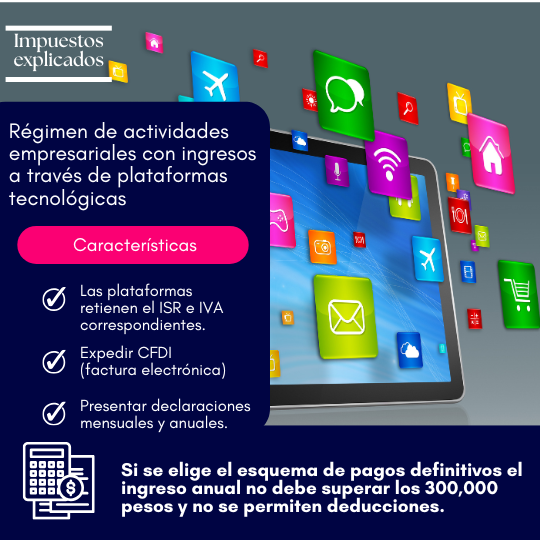 Impuestos
explicados
Régimen de actividades
empresariales con ingresos
a través de plataformas
tecnológicas
Características
Las plataformas
retienen el ISR e IVA
correspondientes.
Expedir CFDI
(factura electrónica)
Presentar declaraciones
mensuales y anuales.
Si se elige el esquema de pagos definitivos el
ingreso anual no debe superar los 300,000
pesos y no se permiten deducciones.